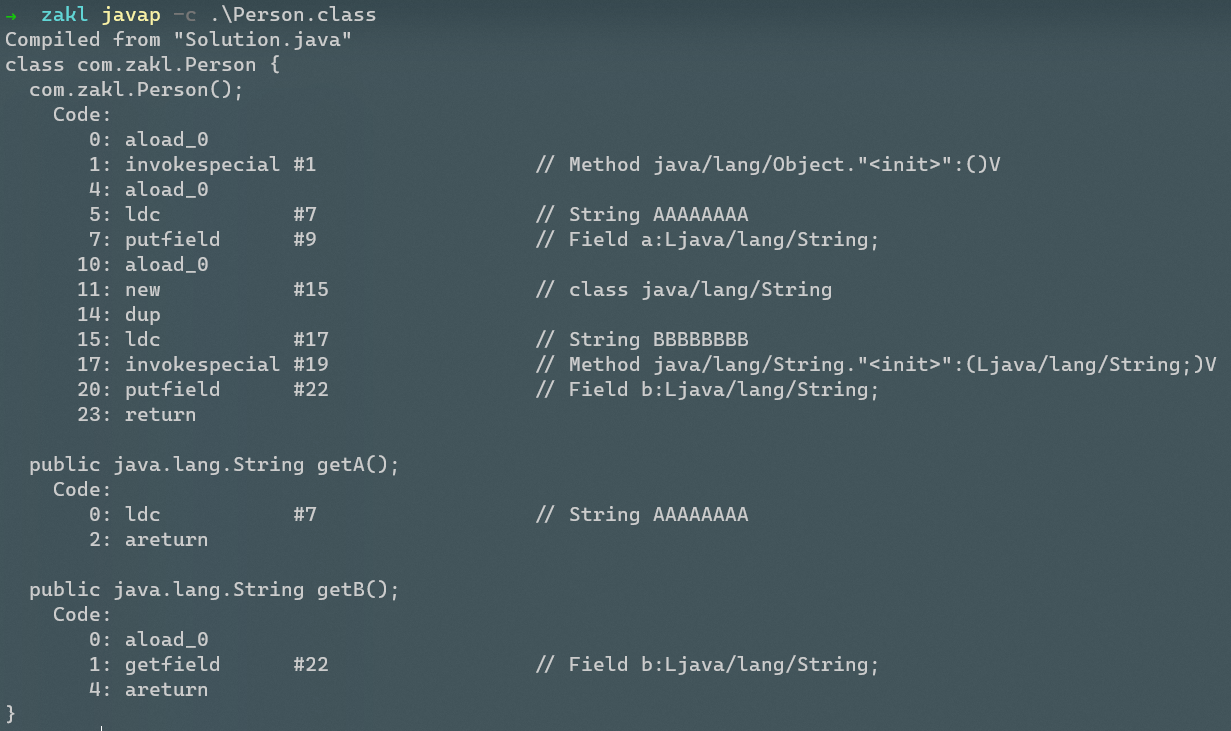 → zakl javap -c .\Person.class
Compiled from "Solution.java"
class com.zakl.Person {
  com.zakl.Person();
    Code:
       0: aload_0
       1: invokespecial #1                  // Method java/lang/Object."<init>":()V
       4: aload_0
       5: ldc           #7                  // String AAAAAAAA
       7: putfield      #9                  // Field a:Ljava/lang/String;
      10: aload_0
      11: new           #15                 // class java/lang/String
      14: dup
      15: ldc           #17                 // String BBBBBBBB
      17: invokespecial #19                 // Method java/lang/String."<init>":(Ljava/lang/String;)V
      20: putfield      #22                 // Field b:Ljava/lang/String;
      23: return

  public java.lang.String getA();
    Code:
       0: ldc           #7                  // String AAAAAAAA
       2: areturn

  public java.lang.String getB();
    Code:
       0: aload_0
       1: getfield      #22                 // Field b:Ljava/lang/String;
       4: areturn
}